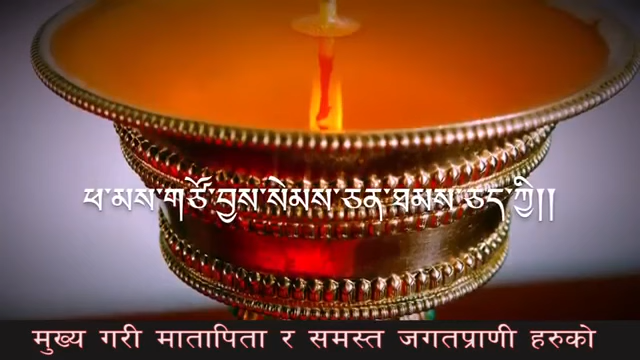 ཕ་མས་གཙོ་བྱས་སེམས་ཅན་ཐམས་ཅད་ཀྱི།།
मुख्य गरी मातापिता र समस्त जगतप्राणी हरुको